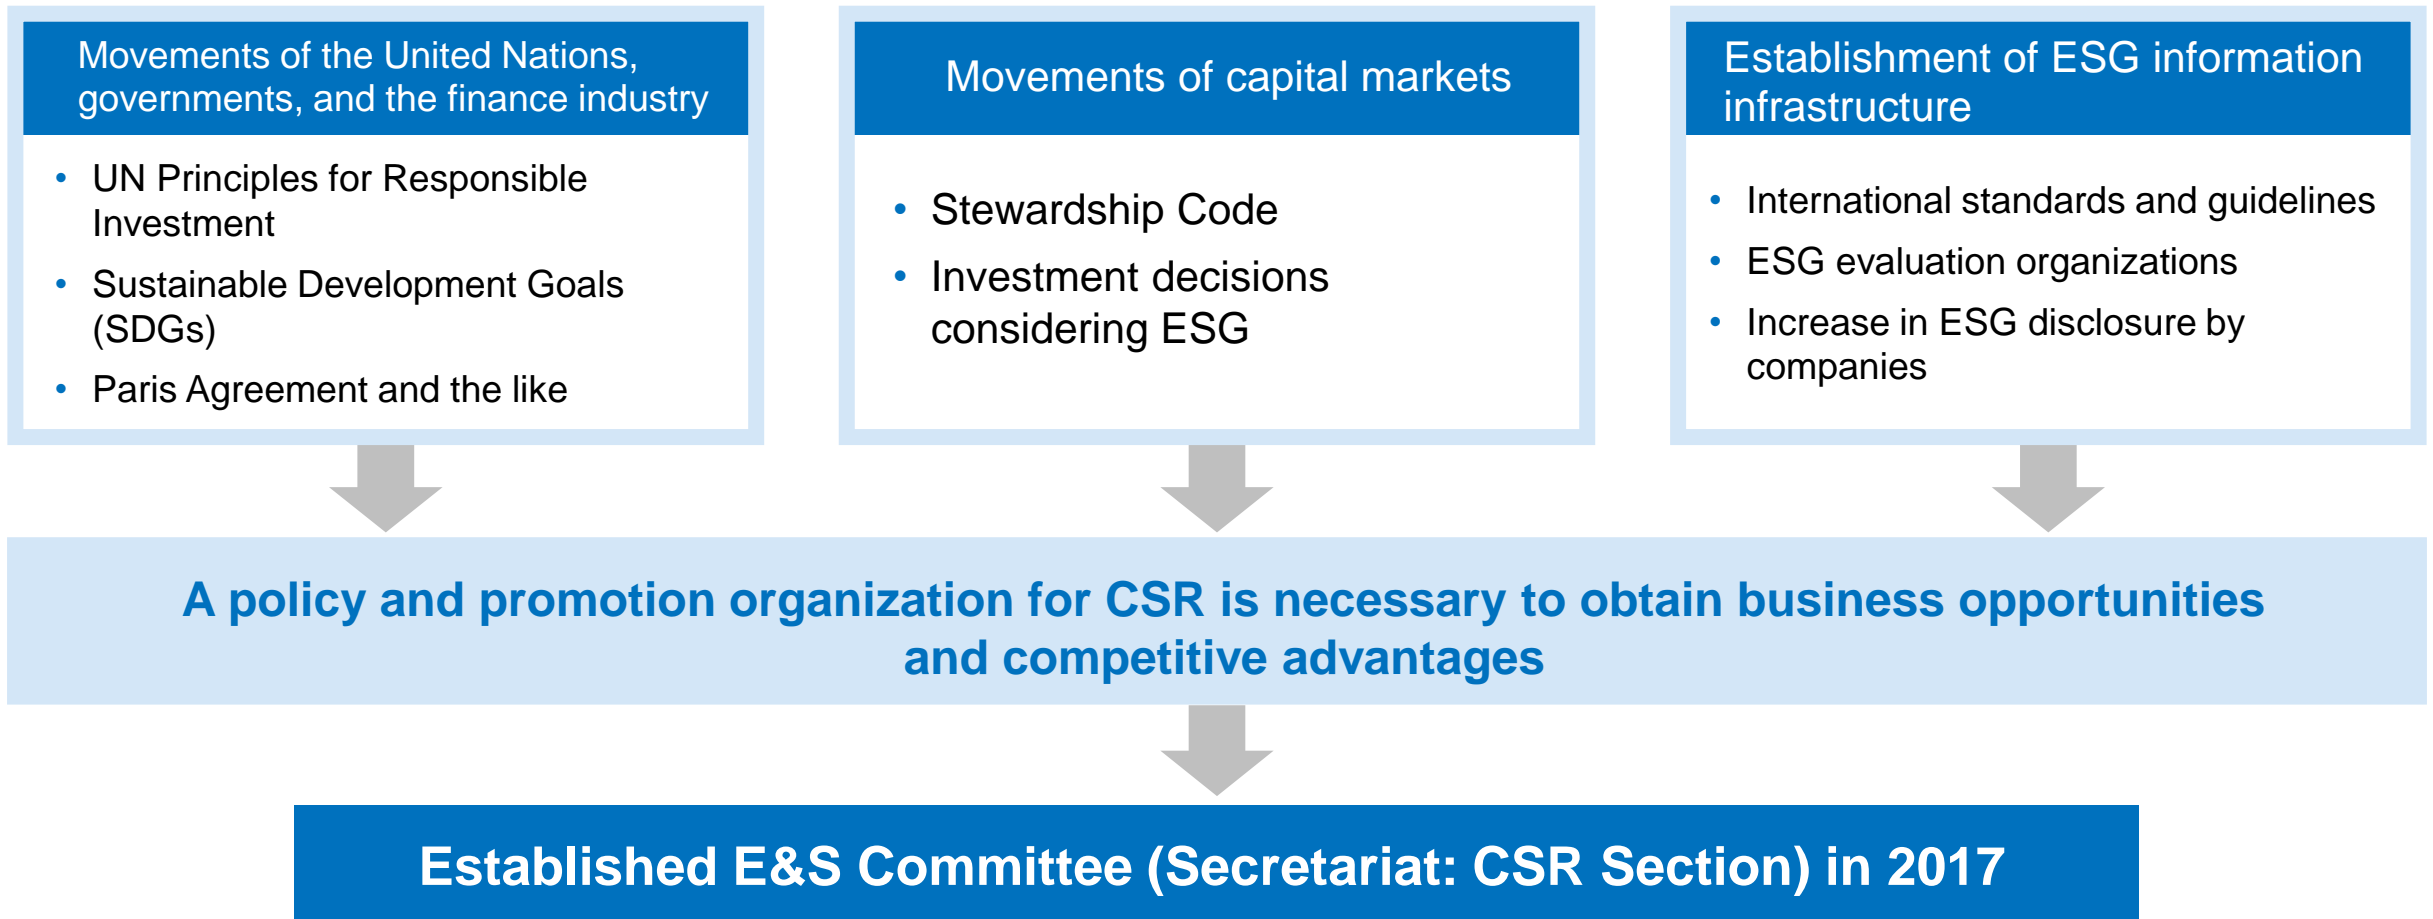 Movements of the United Nations,
governments, and the finance industry
• UN Principles for Responsible
Investment
• Sustainable Development Goals
(SDGs)
• Paris Agreement and the like
Movements of capital markets
• Stewardship Code
• Investment decisions
considering ESG
Establishment of ESG information
infrastructure
• International standards and guidelines
• ESG evaluation organizations
• Increase in ESG disclosure by
companies
A policy and promotion organization for CSR is necessary to obtain business opportunities
and competitive advantages
Established E&S Committee (Secretariat: CSR Section) in 2017